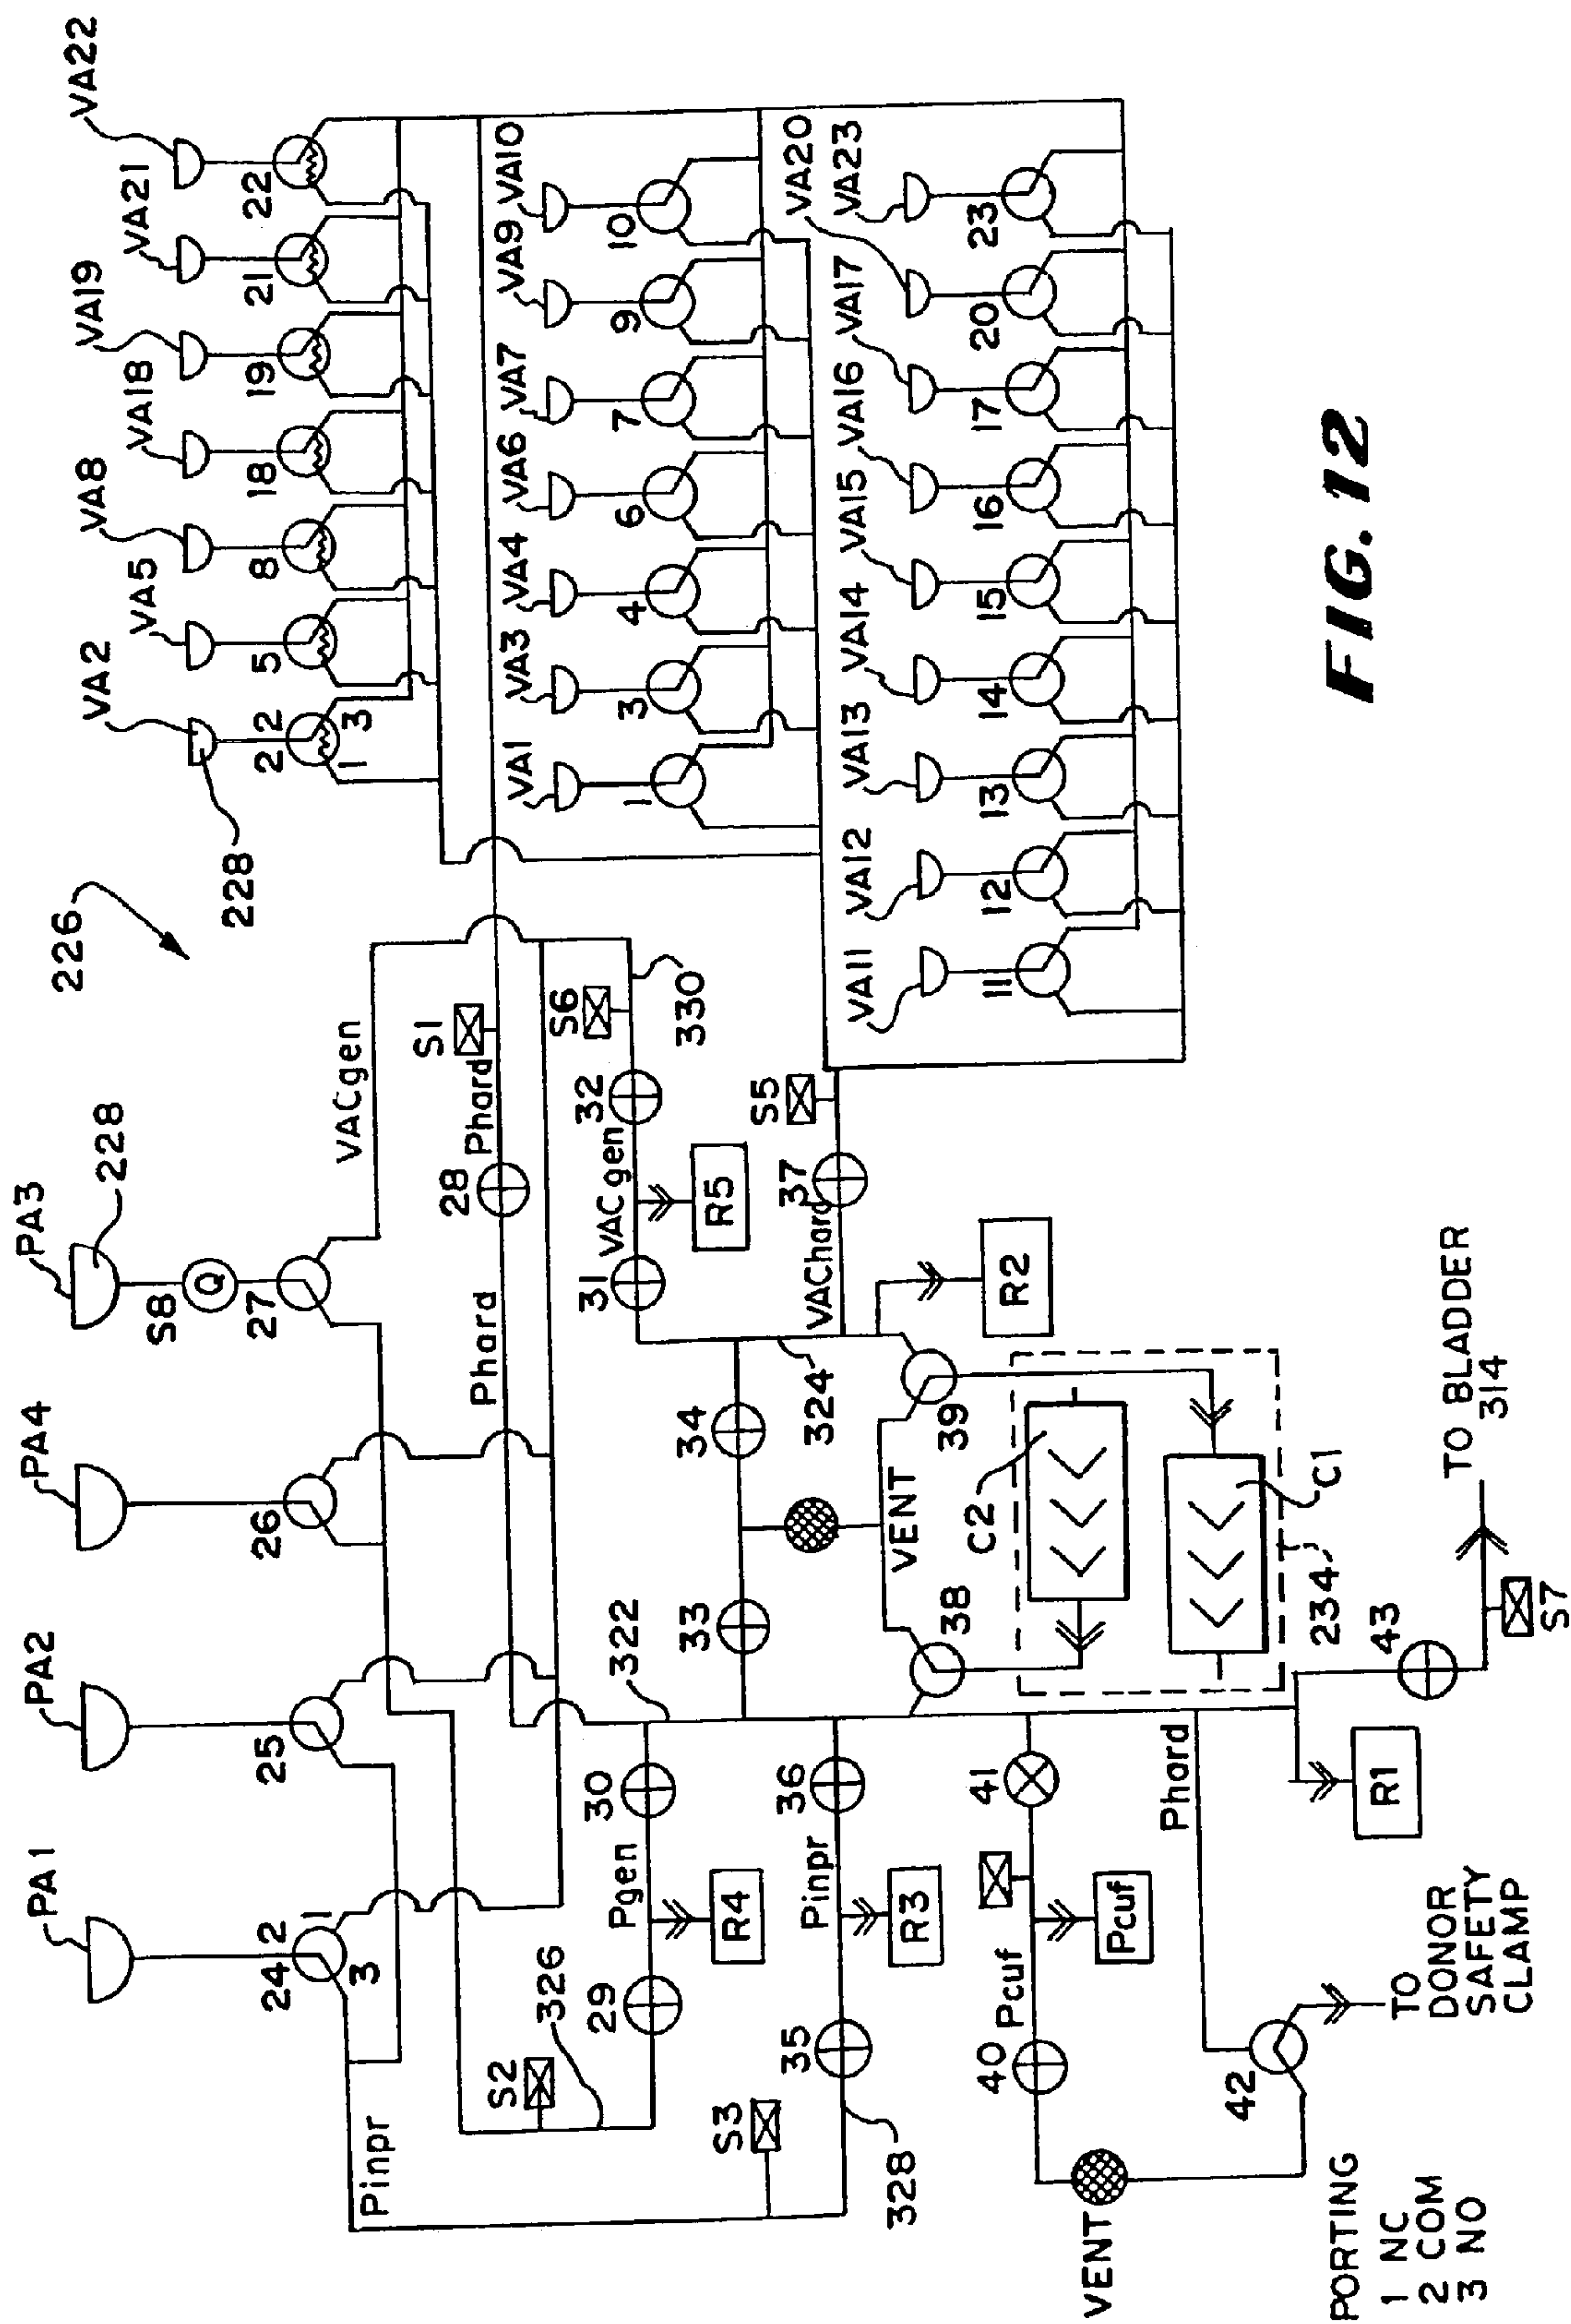 226
PA1
PA2
PA4
PA3
228
228
VA2
VA5
VA8
VA18
VA19
VA21
VA22
24
2
1
3
25
26
S8
Q
27
2
2
1
3
5
8
18
19
21
22
Pinpr
VACgen
S1
Phard
28
Phard
VA1
VA3
VA4
VA6
VA7
VA9
VA10
1
3
4
6
7
9
10
S2
326
29
Pgen
R4
30
322
31
VACgen
R5
32
S6
330
S3
35
328
Pinpr
R3
36
33
34
324
VENT
VAChard
37
S5
R2
VA11
VA12
VA13
VA14
VA15
VA16
VA17
VA20
VA23
11
12
13
14
15
16
17
20
23
VENT
40
Pcuf
Pcuf
41
38
39
C2
C1
234
42
Phard
R1
43
S7
TO BLADDER
314
TO
DONOR
SAFETY
CLAMP
PORTING
1 NC
2 COM
3 NO
FIG.12